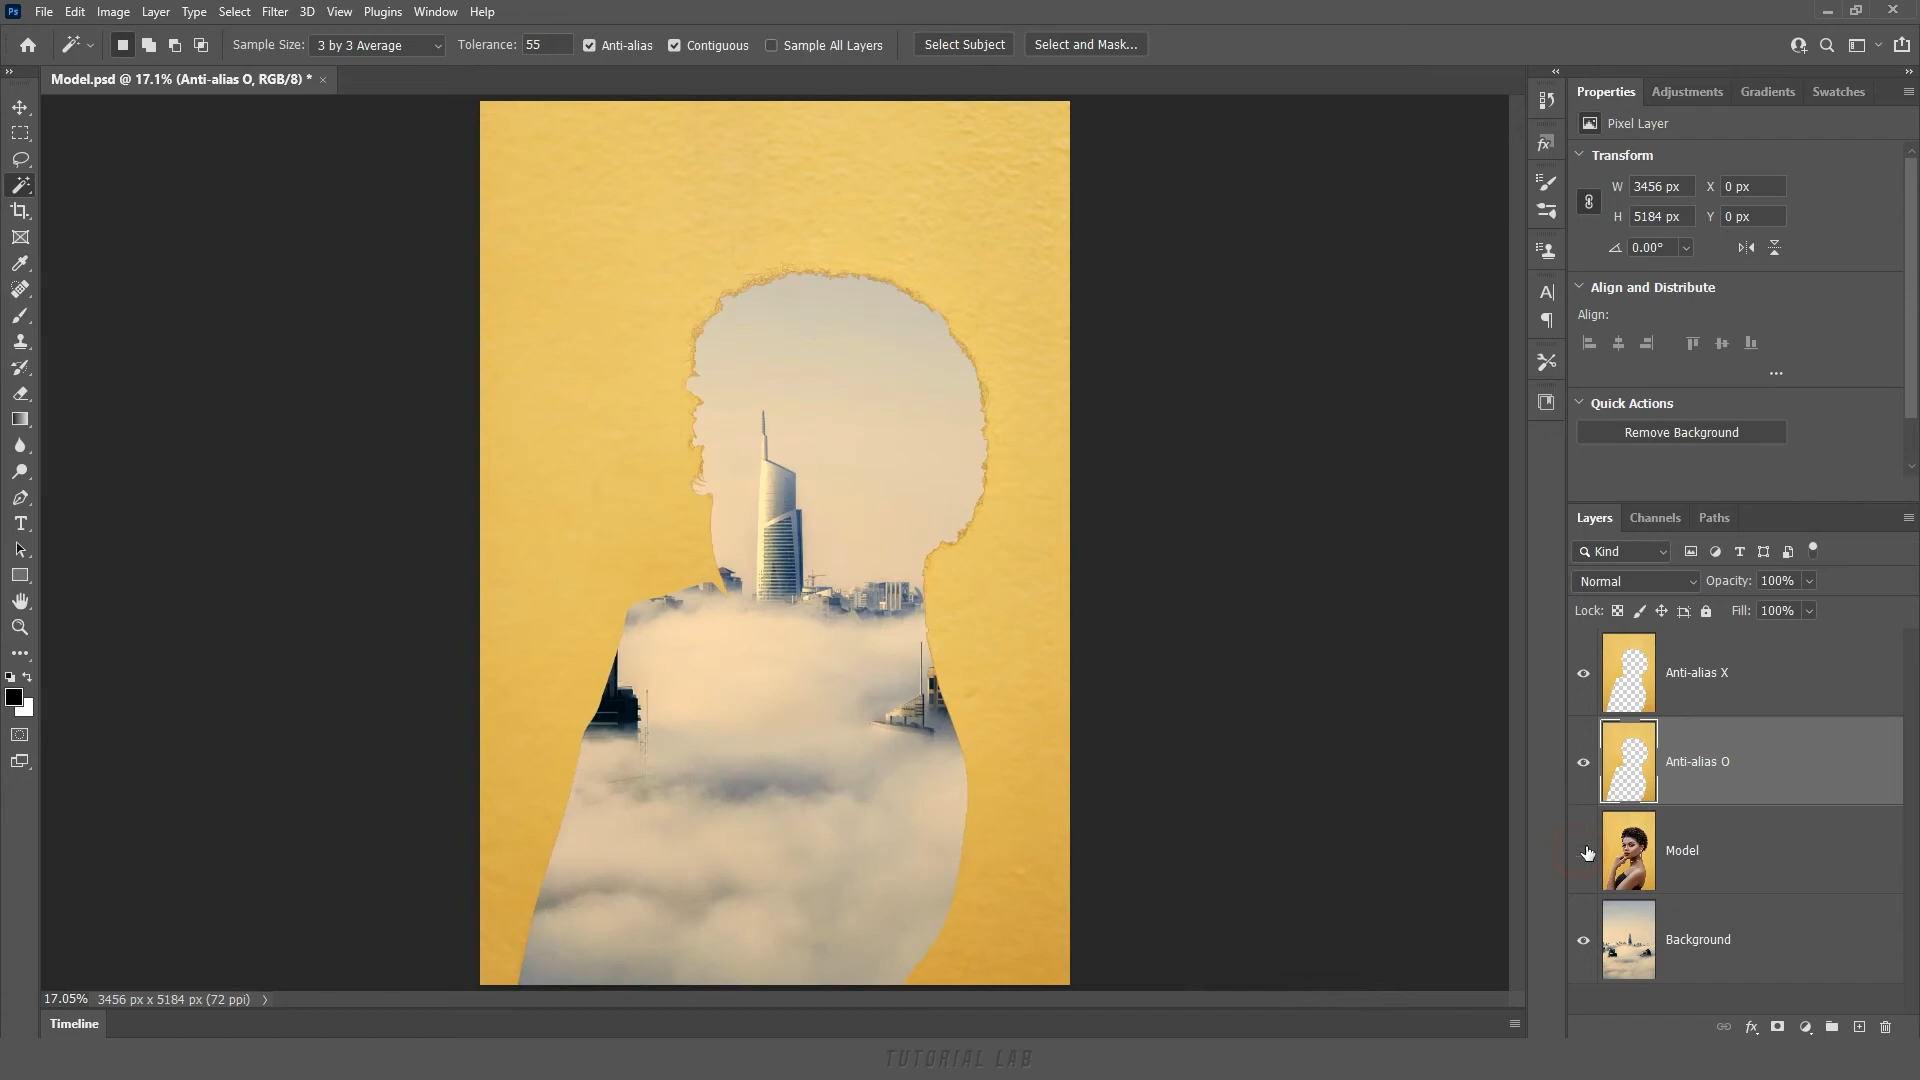 Ps File Edit Image Layer Type Select Filter 3D View Plugins Window Help
Sample Size: 3 by 3 Average Tolerance: 55 Anti-alias Contiguous Sample All Layers Select Subject Select and Mask...
Model.psd @ 17.1% (Anti-alias O, RGB/8) * ×
Properties Adjustments Gradients Swatches
Pixel Layer
Transform
W 3456 px X 0 px
H 5184 px Y 0 px
0.00°
Align and Distribute
Align:
Quick Actions
Remove Background
Layers Channels Paths
Kind
Normal Opacity: 100%
Lock: Fill: 100%
Anti-alias X
Anti-alias O
Model
Background
17.05% 3456 px x 5184 px (72 ppi)
Timeline
TUTORIAL LAB